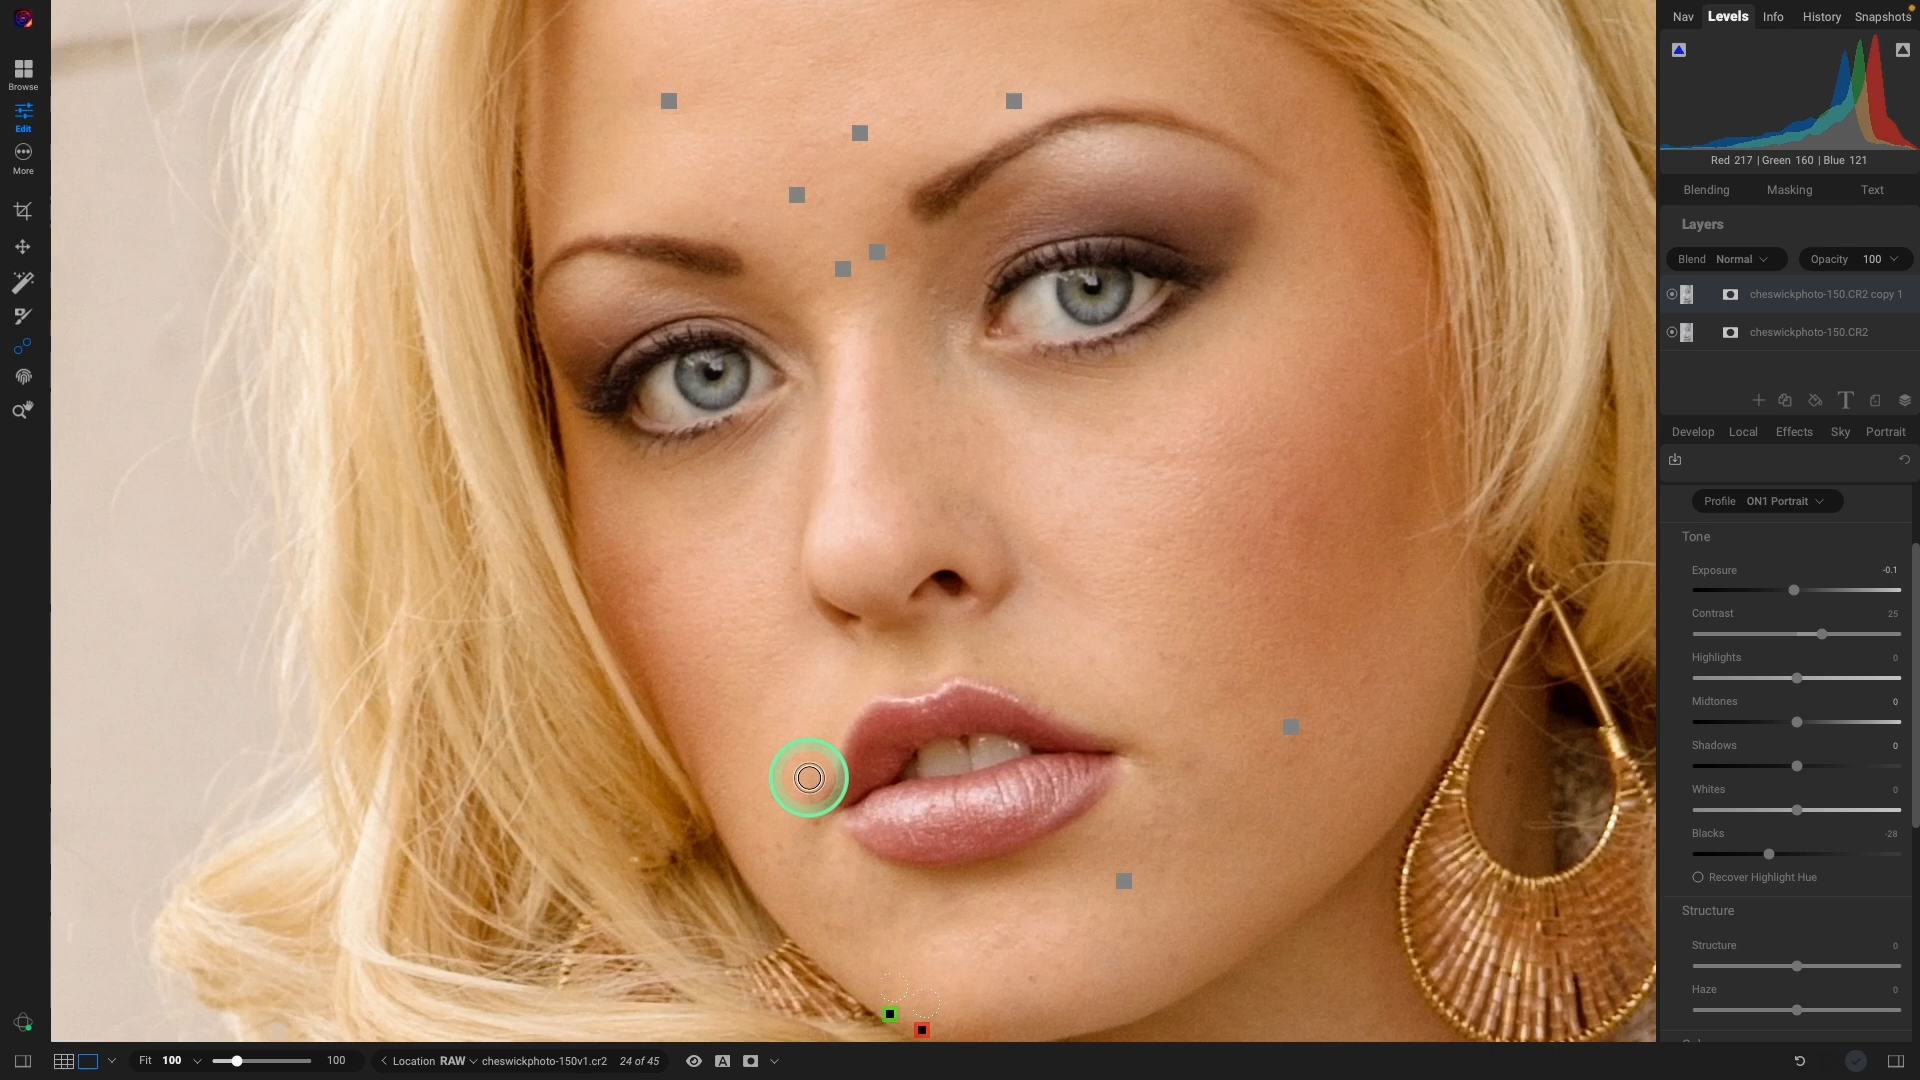 Nav Levels Info History Snapshots
Browse
Edit
More
Red 217 | Green 160 | Blue 121
Blending Masking Text
Layers
Blend Normal Opacity 100
cheswickphoto-150.CR2 copy 1
cheswickphoto-150.CR2
Develop Local Effects Sky Portrait
Profile ON1 Portrait
Tone
Exposure -0.1
Contrast 25
Highlights 0
Midtones 0
Shadows 0
Whites 0
Blacks -28
Recover Highlight Hue
Structure
Structure 0
Haze 0
Fit 100 100 Location RAW cheswickphoto-150v1.cr2 24 of 45 A